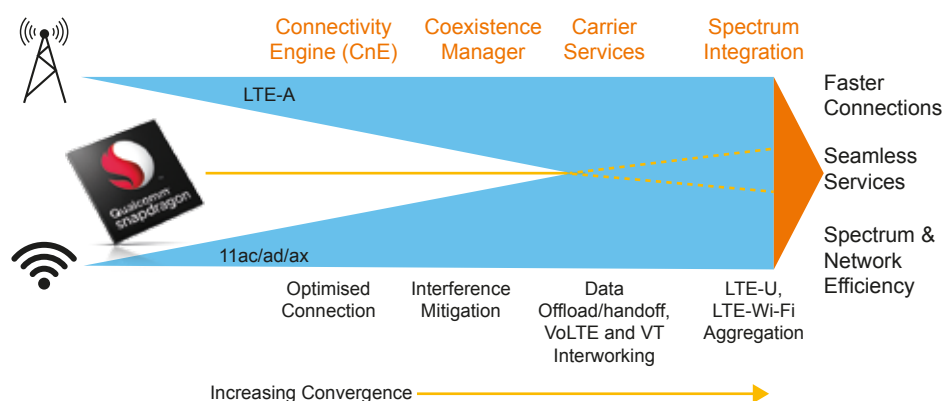 Connectivity
Engine (CnE)
Coexistence
Manager
Carrier
Services
Spectrum
Integration
LTE-A
Faster
Connections
Qualcomm
snapdragon
Seamless
Services
11ac/ad/ax
Spectrum &
Network
Efficiency
Optimised
Connection
Interference
Mitigation
Data
Offload/handoff,
VoLTE and VT
Interworking
LTE-U,
LTE-Wi-Fi
Aggregation
Increasing Convergence